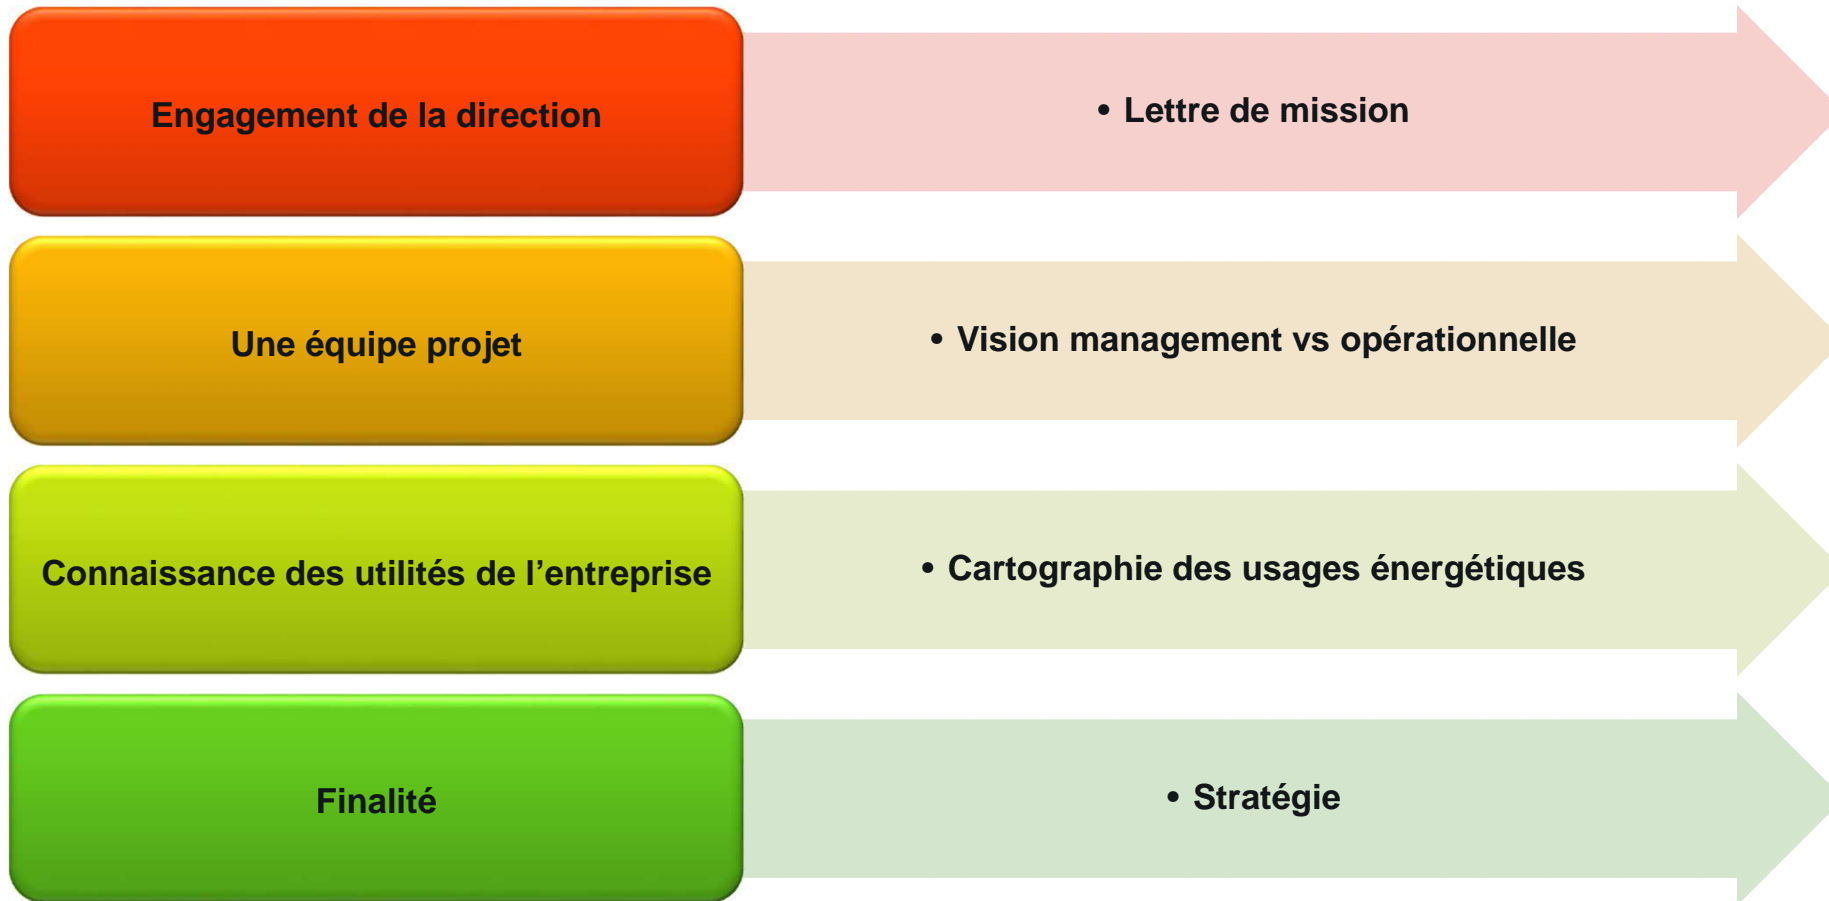 Engagement de la direction
• Lettre de mission
Une équipe projet
• Vision management vs opérationnelle
Connaissance des utilités de l’entreprise
• Cartographie des usages énergétiques
Finalité
• Stratégie